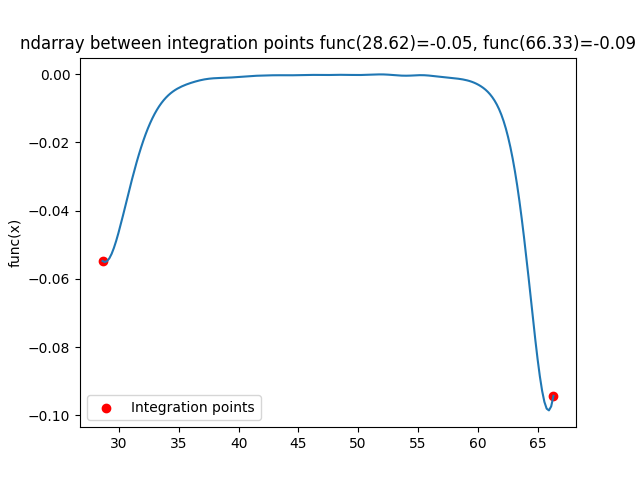 ndarray between integration points func(28.62)=-0.05, func(66.33)=-0.09
0.00
−0.02
−0.04
−0.06
−0.08
−0.10
func(x)
Integration points
30 35 40 45 50 55 60 65